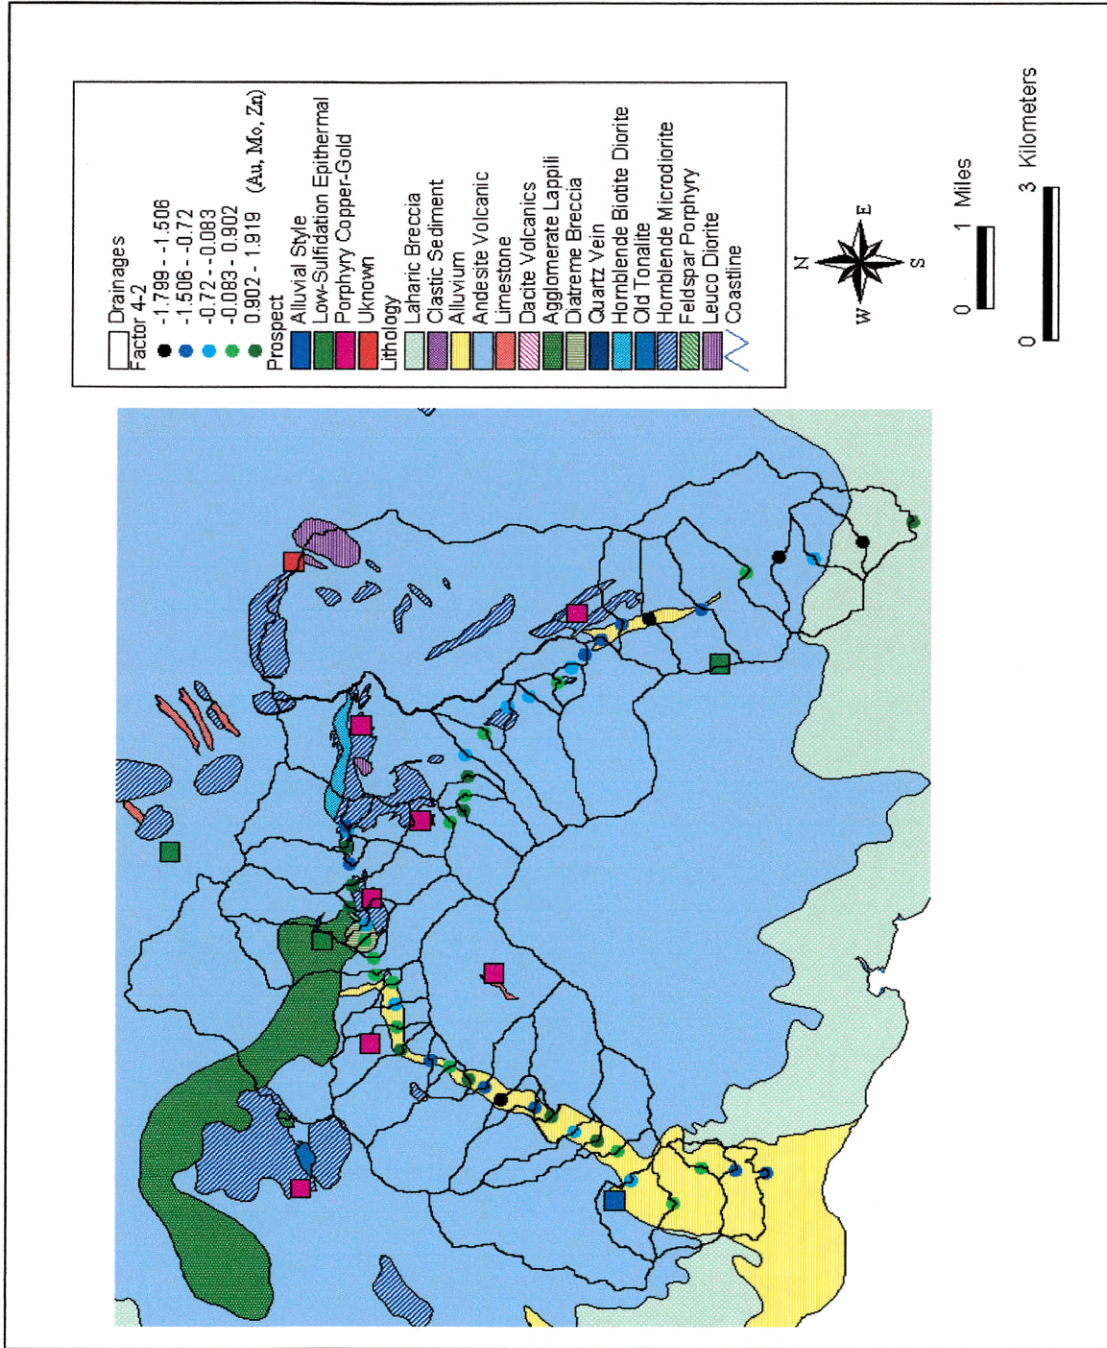 Drainages
Factor 4-2
-1.799 - -1.506
-1.506 - -0.72
-0.72 - -0.083
-0.083 - 0.902
0.902 - 1.919 (Au, Mo, Zn)
Prospect
Alluvial Style
Low-Sulfidation Epithermal
Porphyry Copper-Gold
Uknown
Lithology
Laharic Breccia
Clastic Sediment
Alluvium
Andesite Volcanic
Limestone
Dacite Volcanics
Agglomerate Lappili
Diatreme Breccia
Quartz Vein
Hornblende Biotite Diorite
Old Tonalite
Hornblende Microdiorite
Feldspar Porphyry
Leuco Diorite
Coastline
N
W E
S
0 1 Miles
0 3 Kilometers